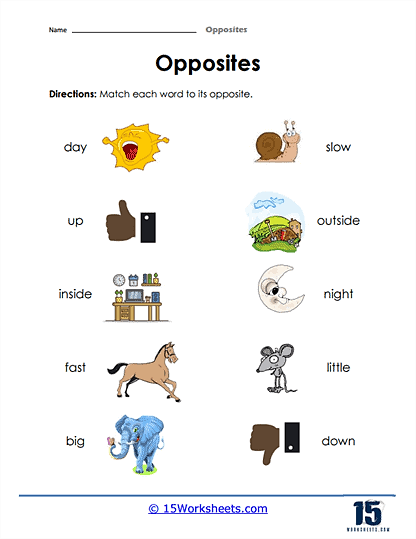 Name Opposites
Opposites
Directions: Match each word to its opposite.
day slow
up outside
inside night
fast little
big down
© 15Worksheets.com
15
WORKSHEETS.COM